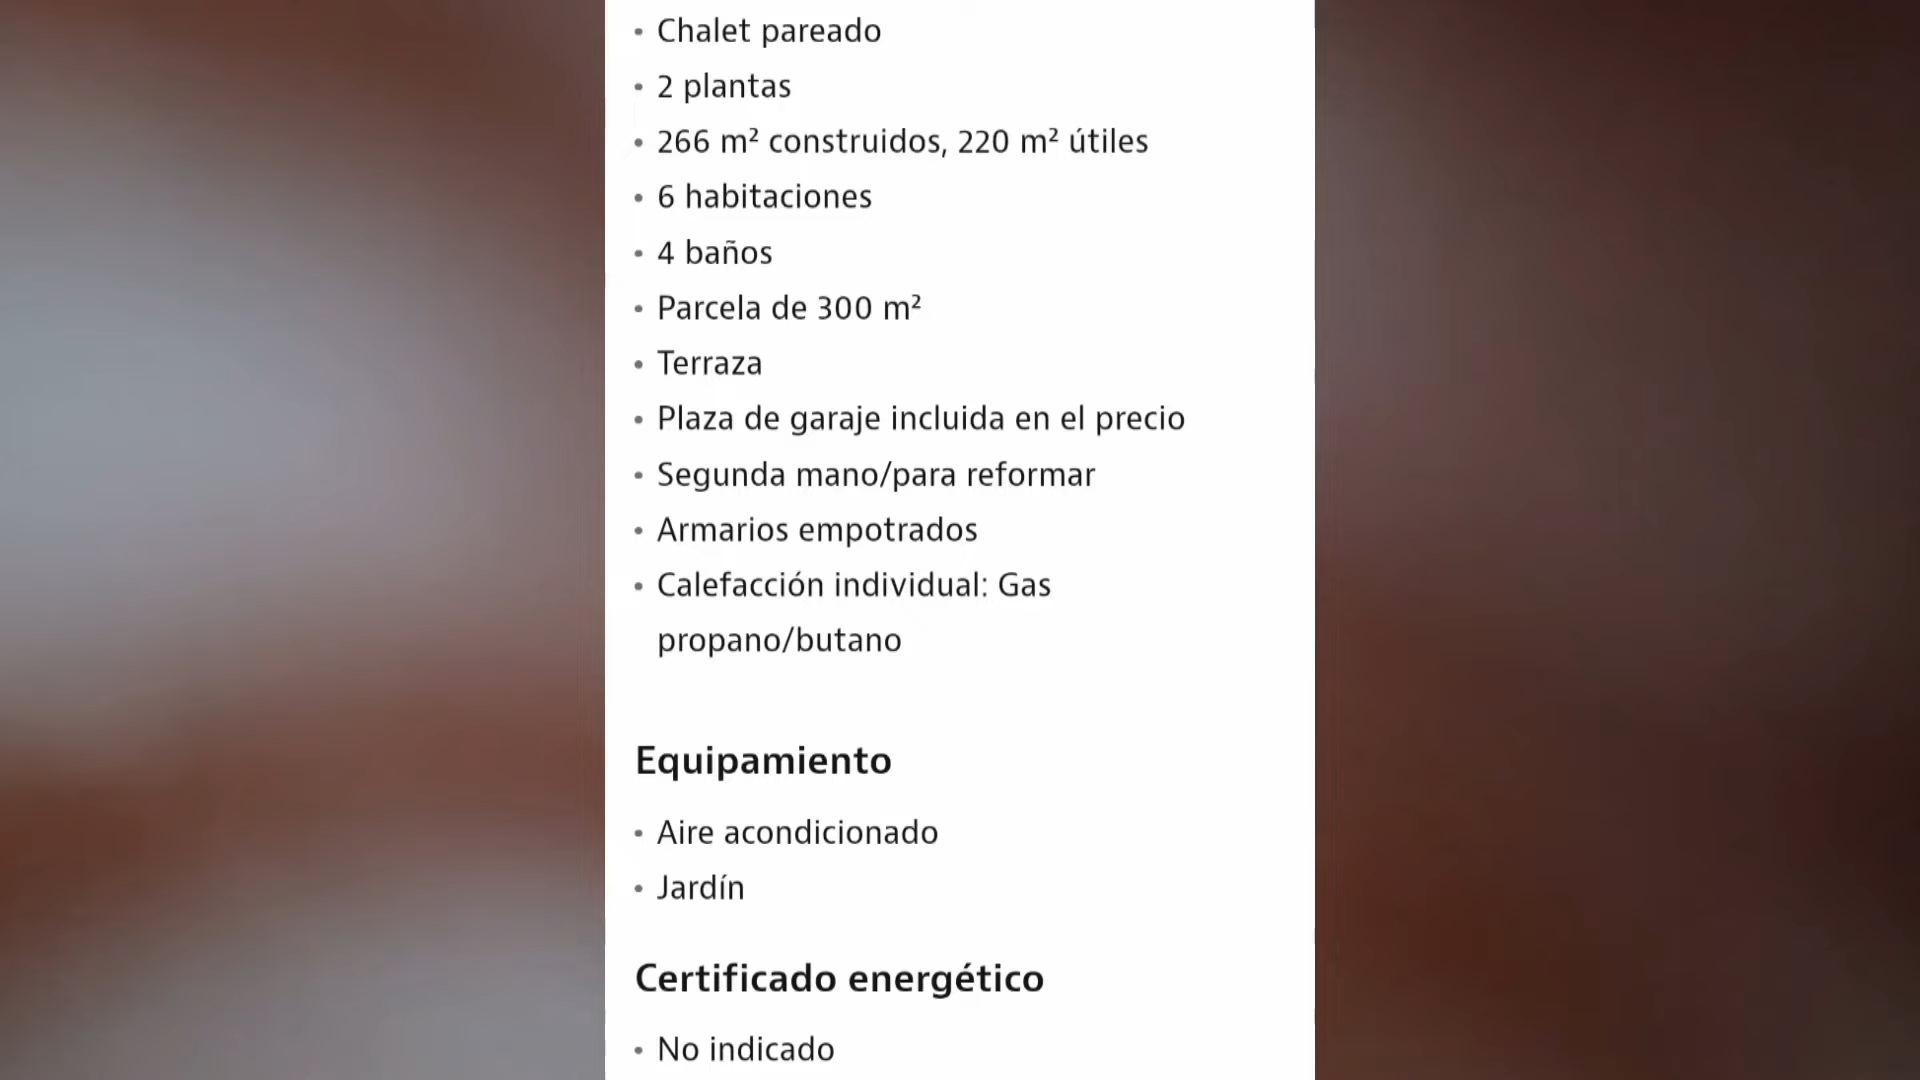 • Chalet pareado
• 2 plantas
• 266 m² construidos, 220 m² útiles
• 6 habitaciones
• 4 baños
• Parcela de 300 m²
• Terraza
• Plaza de garaje incluida en el precio
• Segunda mano/para reformar
• Armarios empotrados
• Calefacción individual: Gas
propano/butano
Equipamiento
• Aire acondicionado
• Jardín
Certificado energético
• No indicado